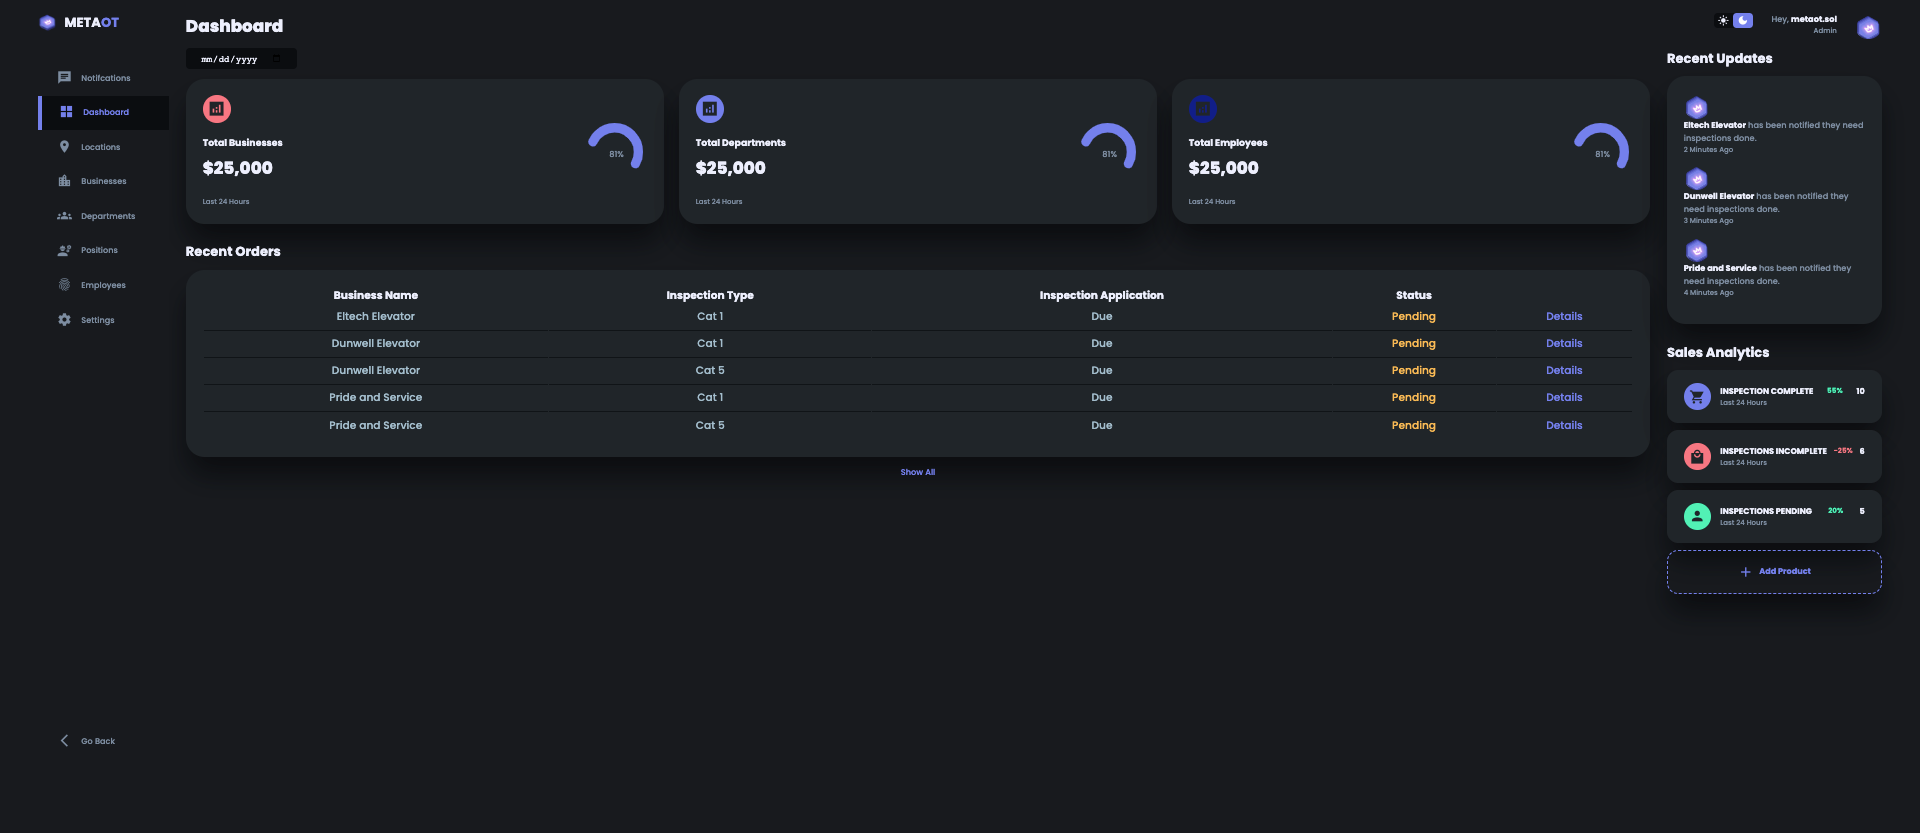 METAOT
Notifcations
Dashboard
Locations
Businesses
Departments
Positions
Employees
Settings
Go Back
Dashboard
mm/dd/yyyy
Total Businesses
$25,000
81%
Last 24 Hours
Total Departments
$25,000
81%
Last 24 Hours
Total Employees
$25,000
81%
Last 24 Hours
Recent Orders
Business Name Inspection Type Inspection Application Status
Eltech Elevator Cat 1 Due Pending Details
Dunwell Elevator Cat 1 Due Pending Details
Dunwell Elevator Cat 5 Due Pending Details
Pride and Service Cat 1 Due Pending Details
Pride and Service Cat 5 Due Pending Details
Show All
Hey, metaot.sol
Admin
Recent Updates
Eltech Elevator has been notified they need
inspections done.
2 Minutes Ago
Dunwell Elevator has been notified they
need inspections done.
3 Minutes Ago
Pride and Service has been notified they
need inspections done.
4 Minutes Ago
Sales Analytics
INSPECTION COMPLETE 55% 10
Last 24 Hours
INSPECTIONS INCOMPLETE -25% 6
Last 24 Hours
INSPECTIONS PENDING 20% 5
Last 24 Hours
Add Product